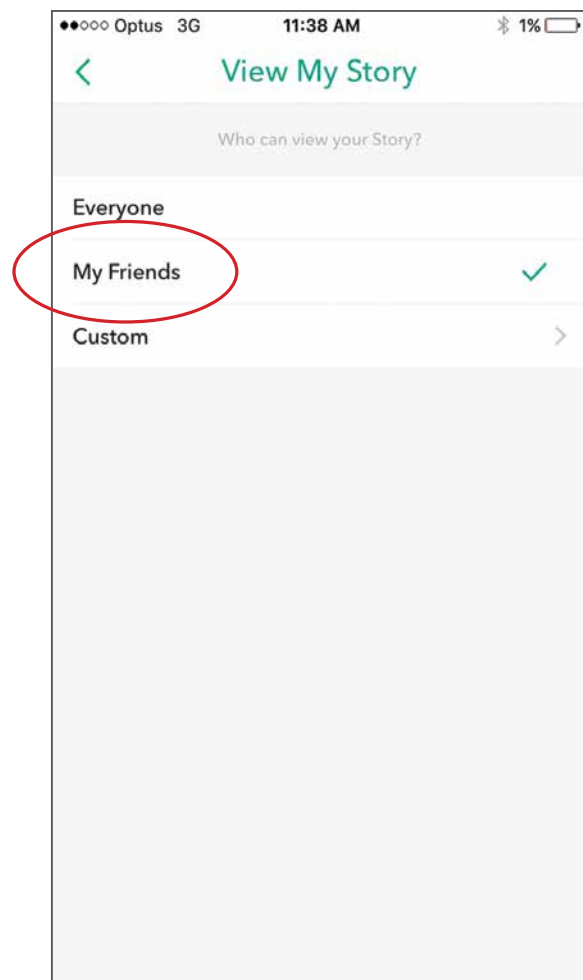 Optus 3G 11:38 AM 1%
View My Story
Who can view your Story?
Everyone
My Friends
Custom